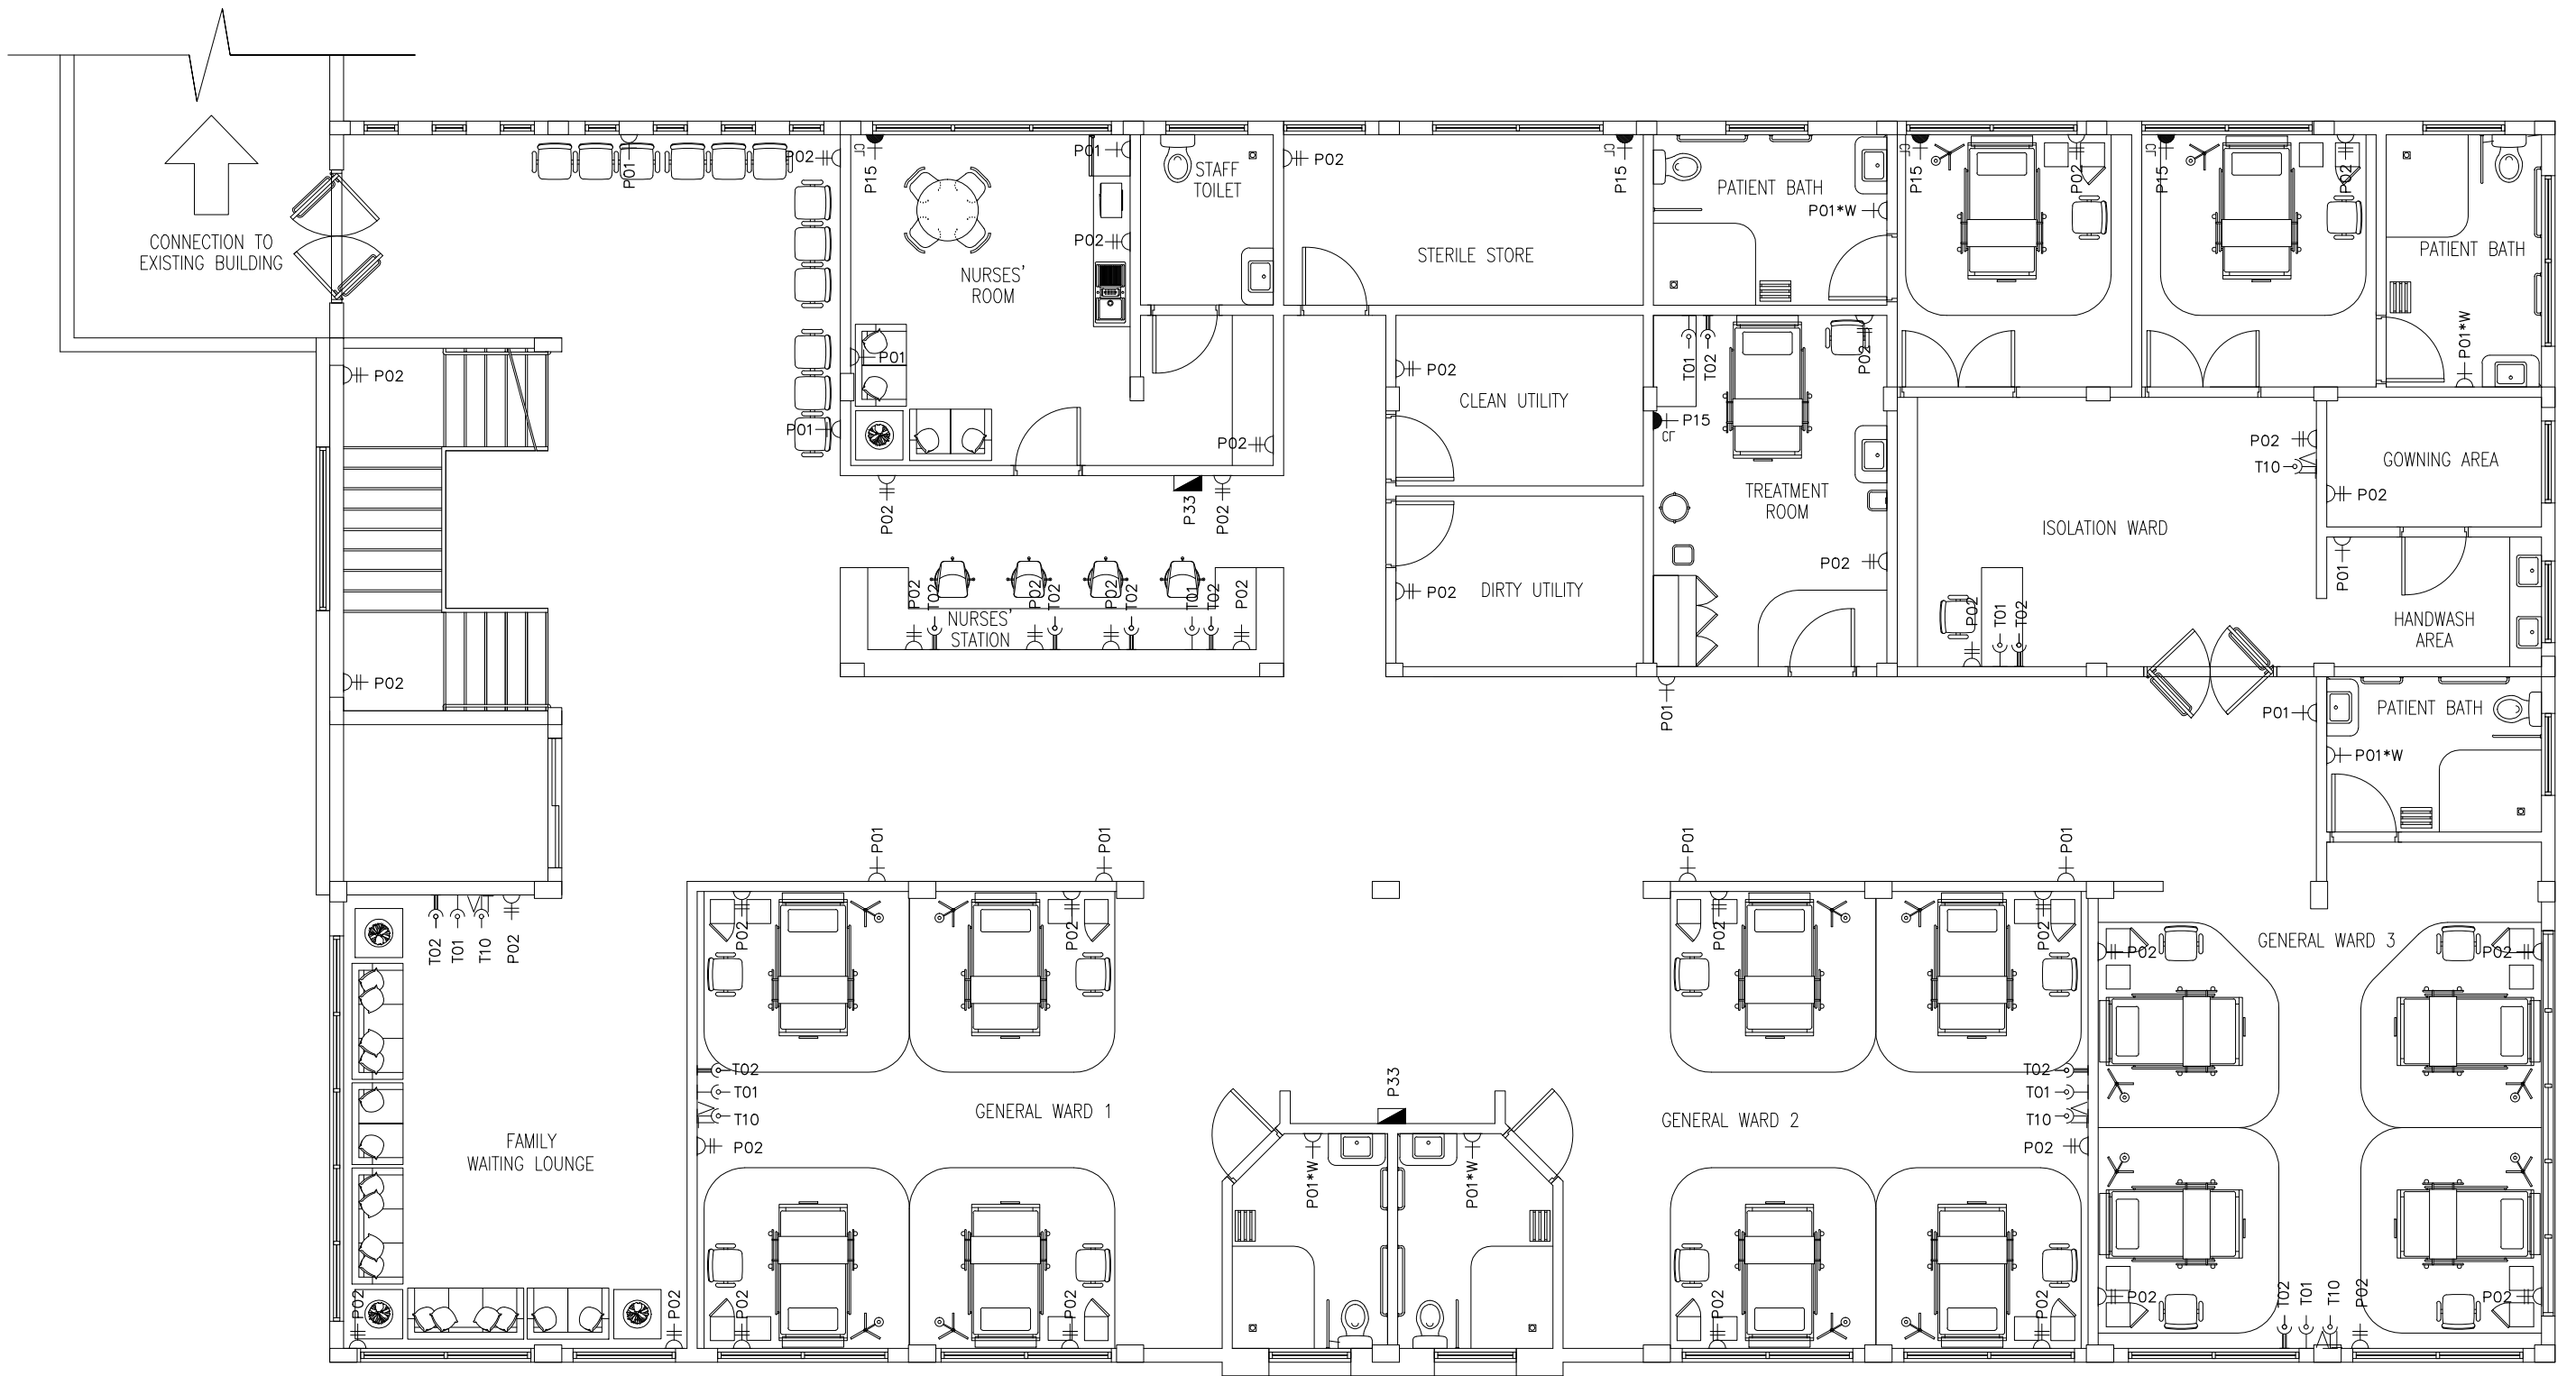 P02
P15
CГ
P01
STAFF
TOILET
P02
CГ
P15
PATIENT BATH
P01*W
CГ
P15
P02
CГ
P15
P02
P01
CONNECTION TO
EXISTING BUILDING
NURSES'
ROOM
P02
STERILE STORE
PATIENT BATH
P01*W
P02
P01
P02
T01
T02
P02
CLEAN UTILITY
P15
CГ
P01
P02
P02
T10
GOWNING AREA
P02
P02
P33
P02
TREATMENT
ROOM
ISOLATION WARD
P02
P01
DIRTY UTILITY
P02
P02
T02
P02
T02
P02
T02
T01
T02
P02
NURSES'
STATION
P02
T01
T02
HANDWASH
AREA
P02
P01
P01
PATIENT BATH
P01*W
P01
P01
P01
P01
T02
T01
T10
P02
P02
P02
P02
P02
GENERAL WARD 3
P02
P02
T02
T01
T10
P02
GENERAL WARD 1
P33
GENERAL WARD 2
T02
T01
T10
P02
FAMILY
WAITING LOUNGE
P01*W
P01*W
P02
P02
P02
P02
P02
P02
P02
T02
T01
T10
P02
P02